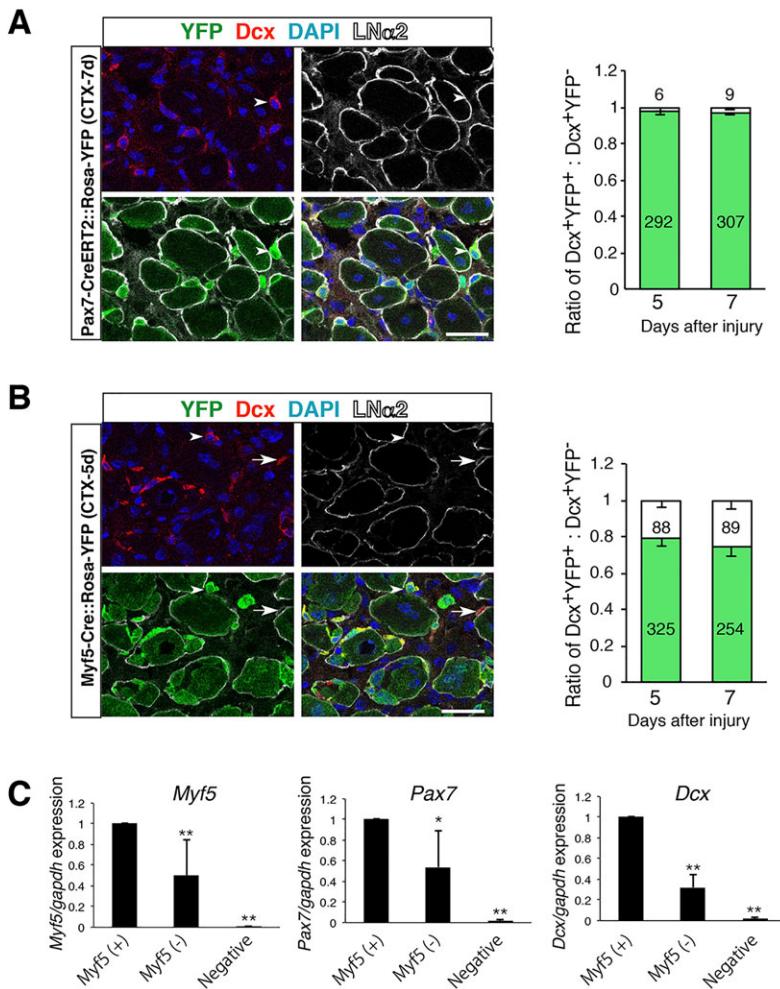 A
YFP Dcx DAPI LNα2
Pax7-CreERT2::Rosa-YFP (CTX-7d)
Ratio of Dcx⁺YFP⁺ : Dcx⁺YFP⁻
1.2
1
0.8
0.6
0.4
0.2
0
6
9
292
307
5
7
Days after injury
B
YFP Dcx DAPI LNα2
Myf5-Cre::Rosa-YFP (CTX-5d)
Ratio of Dcx⁺YFP⁺ : Dcx⁺YFP⁻
1.2
1
0.8
0.6
0.4
0.2
0
88
89
325
254
5
7
Days after injury
C
Myf5
Myf5/gapdh expression
1.2
1
0.8
0.6
0.4
0.2
0
**
**
Myf5 (+)
Myf5 (-)
Negative
Pax7
Pax7/gapdh expression
1.2
1
0.8
0.6
0.4
0.2
0
*
**
Myf5 (+)
Myf5 (-)
Negative
Dcx
Dcx/gapdh expression
1.2
1
0.8
0.6
0.4
0.2
0
**
**
Myf5 (+)
Myf5 (-)
Negative